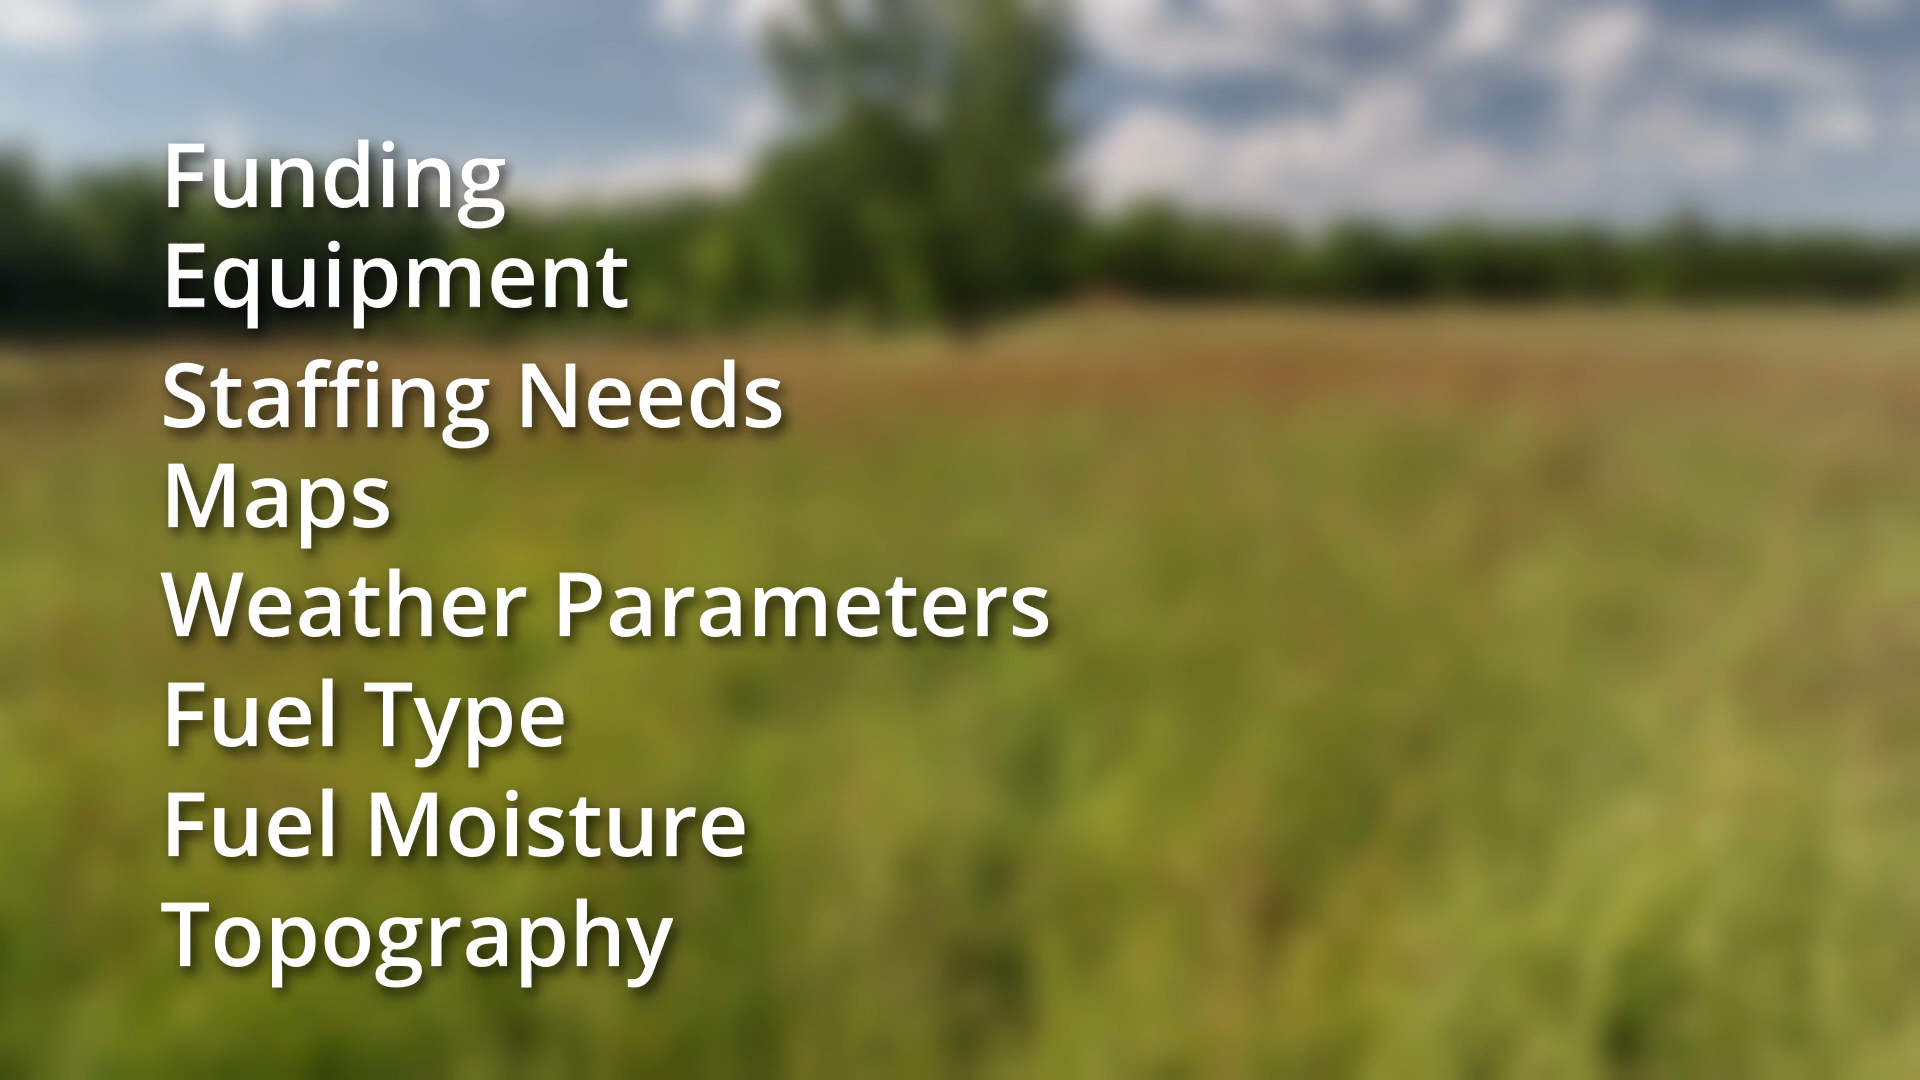 Funding
Equipment
Staffing Needs
Maps
Weather Parameters
Fuel Type
Fuel Moisture
Topography